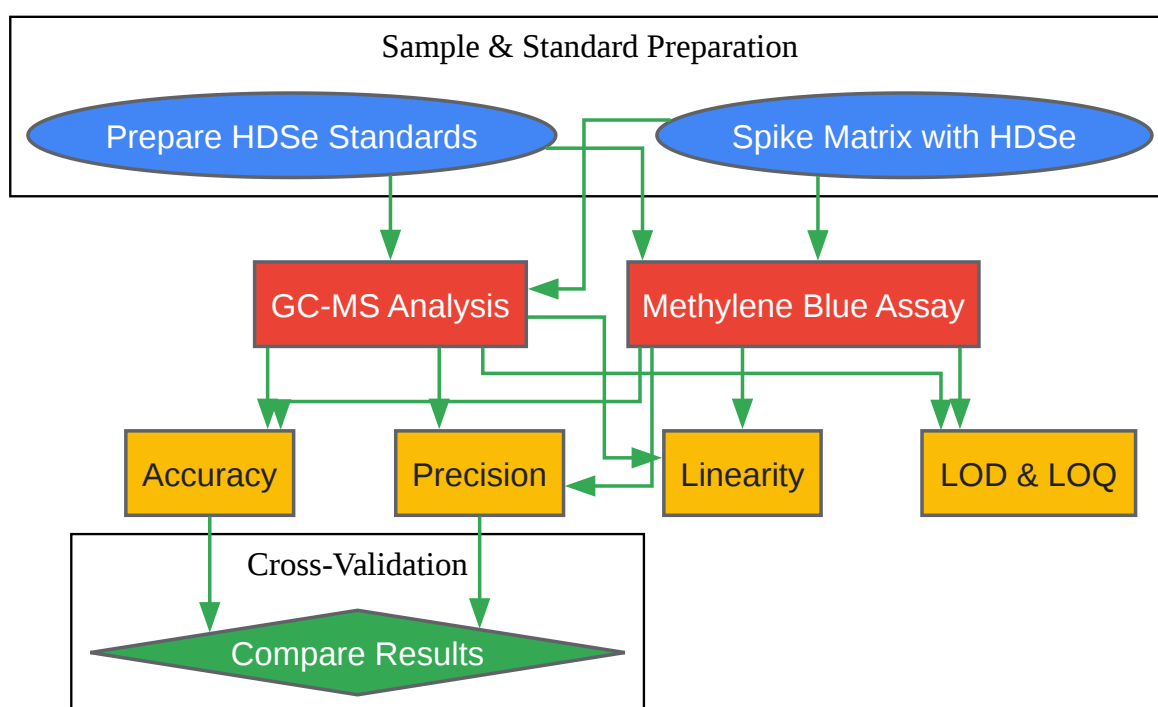 Sample & Standard Preparation
Prepare HDSe Standards
Spike Matrix with HDSe
GC-MS Analysis
Methylene Blue Assay
Accuracy
Precision
Linearity
LOD & LOQ
Cross-Validation
Compare Results